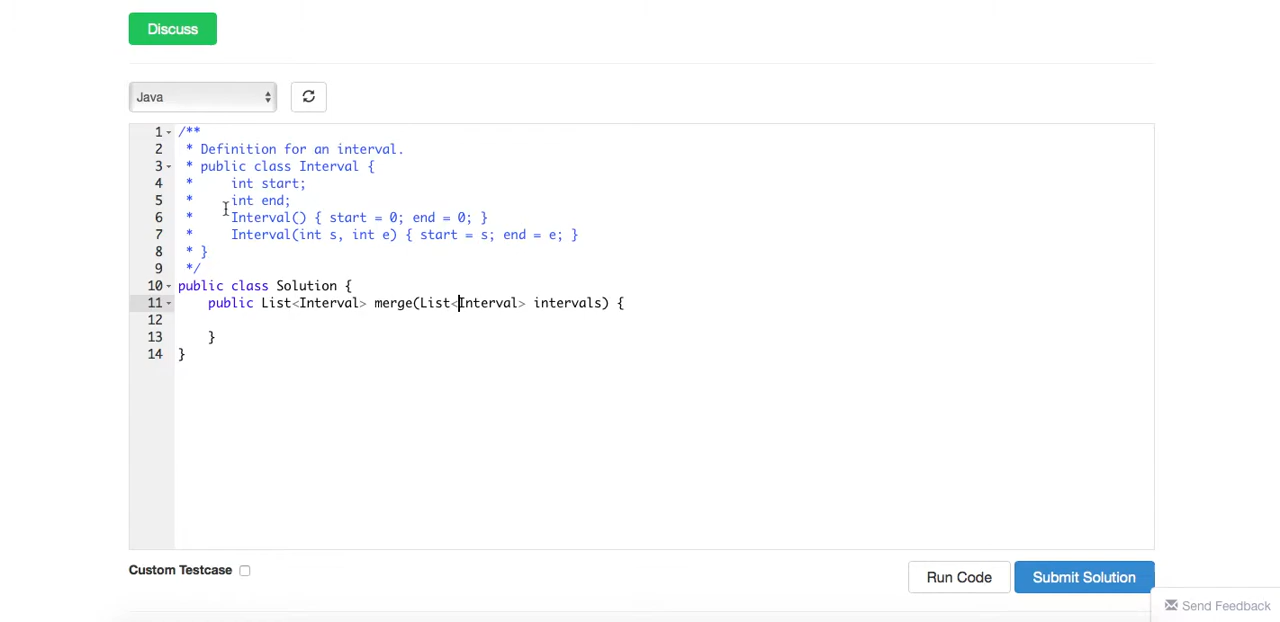 Discuss
Java
1 /**
2 * Definition for an interval.
3 * public class Interval {
4 * int start;
5 * int end;
6 * Interval() { start = 0; end = 0; }
7 * Interval(int s, int e) { start = s; end = e; }
8 * }
9 */
10 public class Solution {
11 public List<Interval> merge(List<Interval> intervals) {
12
13 }
14 }
Custom Testcase
Run Code
Submit Solution
Send Feedback